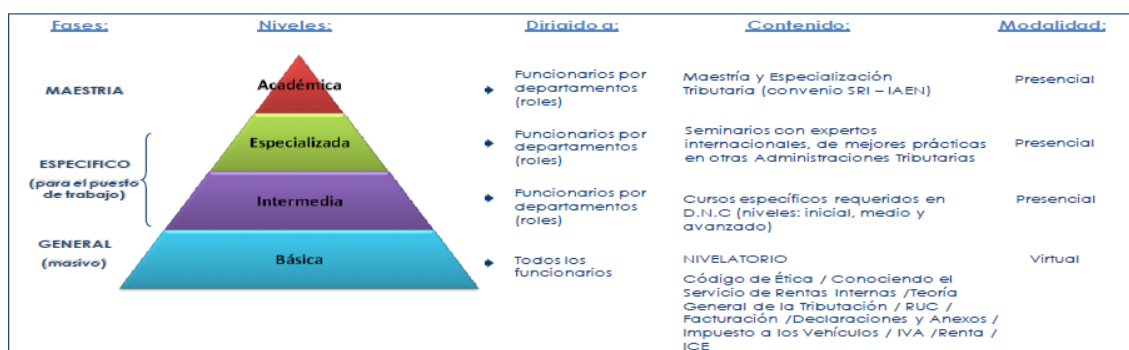 Fases: Niveles: Dirigido a: Contenido: Modalidad:
MAESTRIA
Académica
Funcionarios por
departamentos
(roles)
Maestría y Especialización
Tributaria (convenio SRI – IAEN)
Presencial
ESPECIFICO
(para el puesto
de trabajo)
Especializada
Funcionarios por
departamentos
(roles)
Seminarios con expertos
internacionales, de mejores prácticas
en otras Administraciones Tributarias
Presencial
Intermedia
Funcionarios por
departamentos
(roles)
Cursos específicos requeridos en
D.N.C (niveles: inicial, medio y
avanzado)
Presencial
GENERAL
(masivo)
Básica
Todos los
funcionarios
NIVELATORIO
Código de Ética / Conociendo el
Servicio de Rentas Internas /Teoría
General de la Tributación / RUC /
Facturación /Declaraciones y Anexos /
Impuesto a los Vehículos / IVA /Renta /
ICE
Virtual